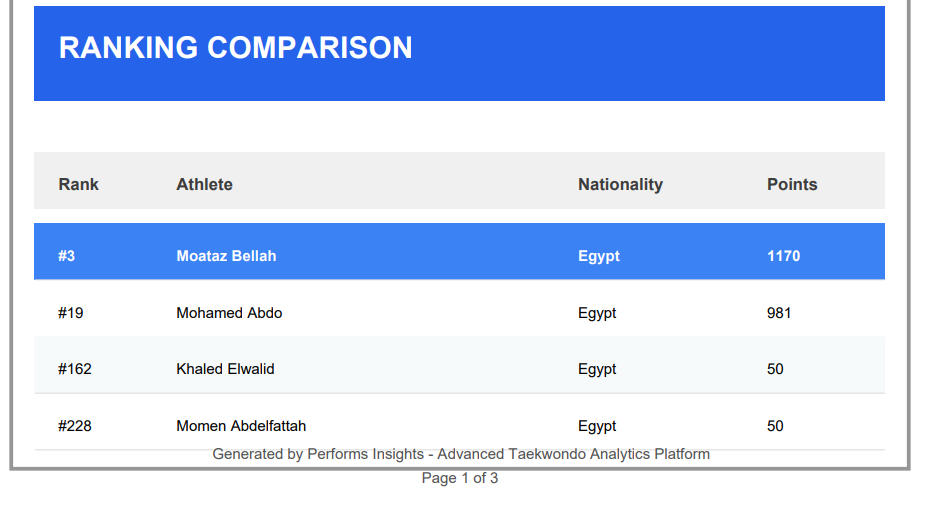 RANKING COMPARISON
Rank Athlete Nationality Points
#3 Moataz Bellah Egypt 1170
#19 Mohamed Abdo Egypt 981
#162 Khaled Elwalid Egypt 50
#228 Momen Abdelfattah Egypt 50
Generated by Performs Insights - Advanced Taekwondo Analytics Platform
Page 1 of 3